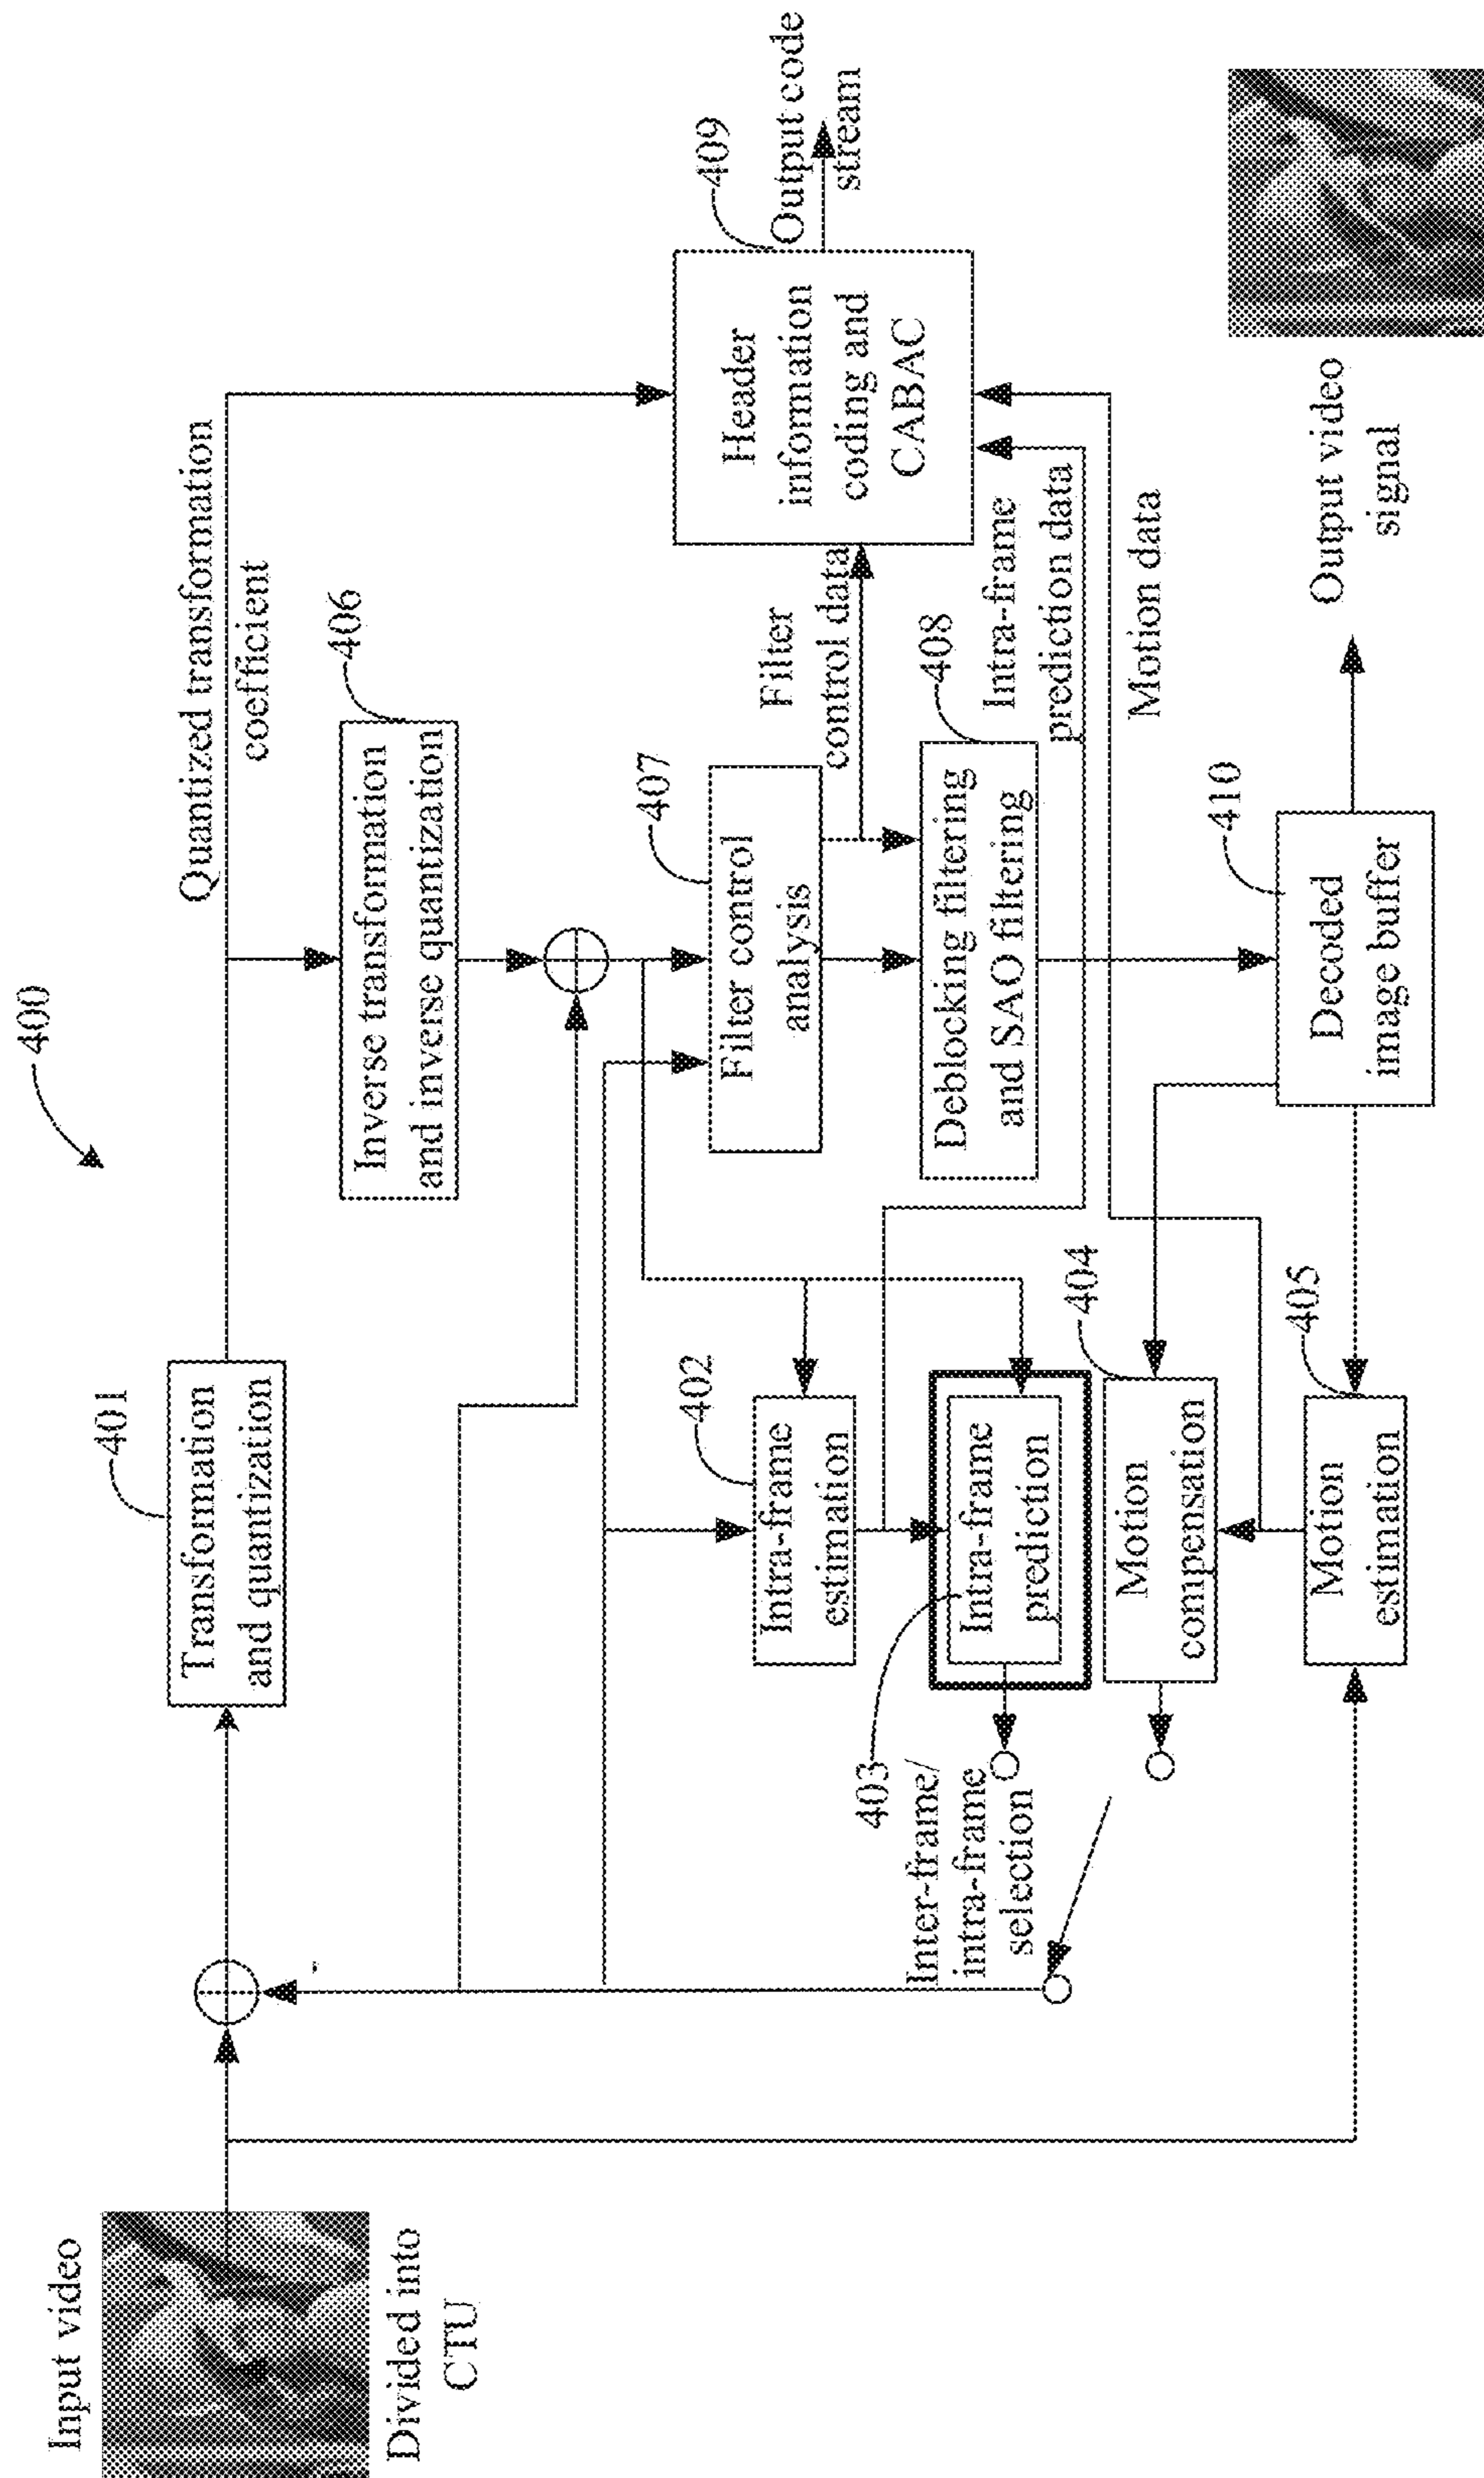 400
Input video
Divided into
CTU
401
Transformation
and quantization
Quantized transformation
coefficient
406
Inverse transformation
and inverse quantization
-
407
Filter control
analysis
Filter
control data
409
Header
information
coding and
CABAC
Output code
stream
402
Intra-frame
estimation
408
Deblocking filtering
and SAO filtering
Intra-frame
prediction data
403
Intra-frame
prediction
Inter-frame/
intra-frame
selection
404
Motion
compensation
Motion data
405
Motion
estimation
410
Decoded
image buffer
Output video
signal